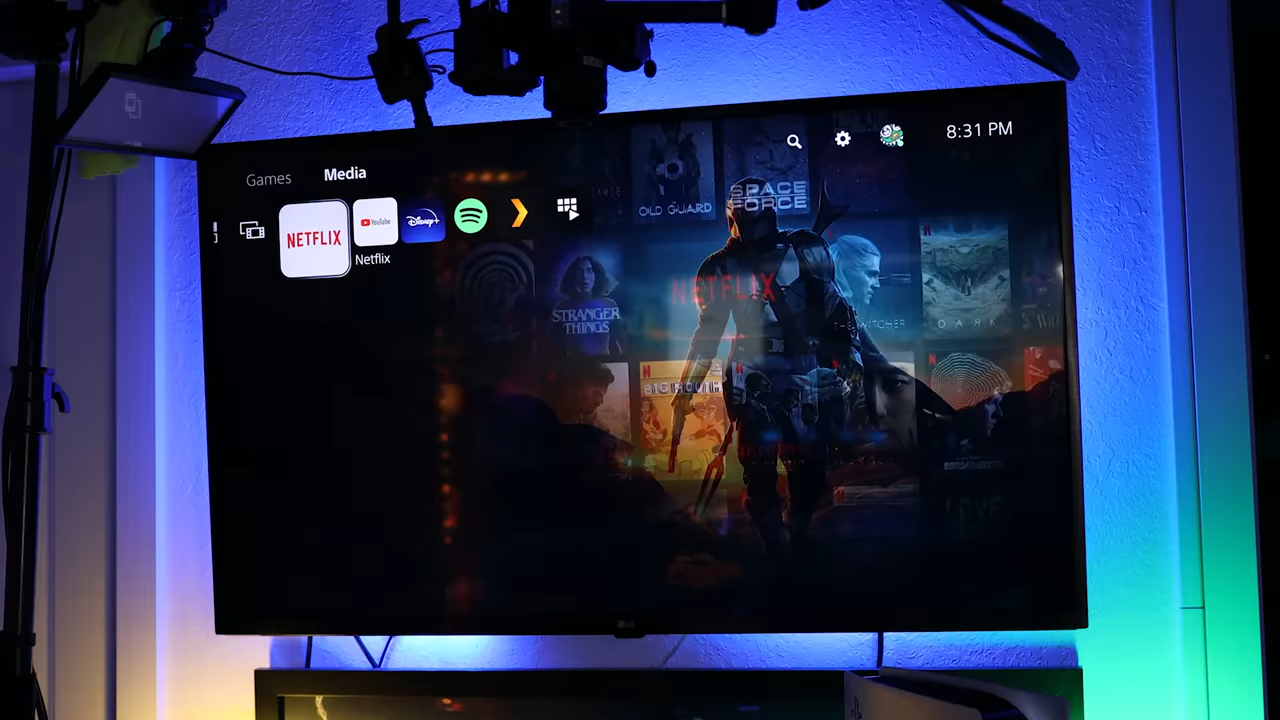 Games
Media
8:31 PM
NETFLIX
YouTube
Disney+
Netflix
OLD GUARD
SPACE
FORCE
NETFLIX
STRANGER
THINGS
THE WITCHER
DARK
BIG MOUTH
LOVE
LG